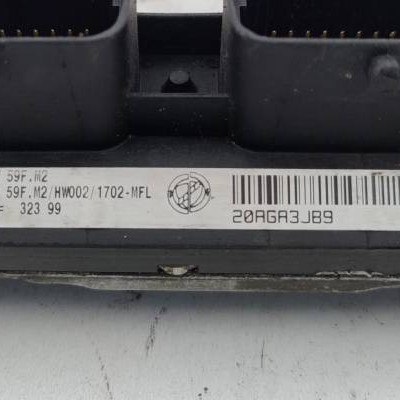 59F.M2
59F.M2/HW002/1702-MFL
= 323 99
20AGA3JB9